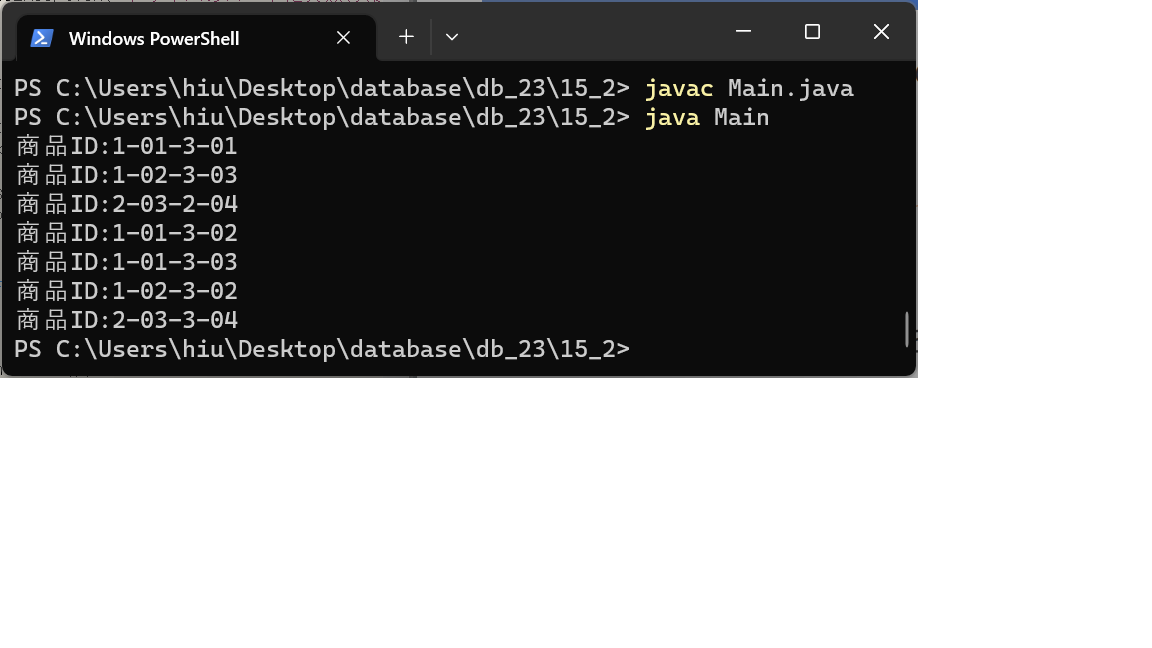 Windows PowerShell
PS C:\Users\hiu\Desktop\database\db_23\15_2> javac Main.java
PS C:\Users\hiu\Desktop\database\db_23\15_2> java Main
商品ID:1-01-3-01
商品ID:1-02-3-03
商品ID:2-03-2-04
商品ID:1-01-3-02
商品ID:1-01-3-03
商品ID:1-02-3-02
商品ID:2-03-3-04
PS C:\Users\hiu\Desktop\database\db_23\15_2>